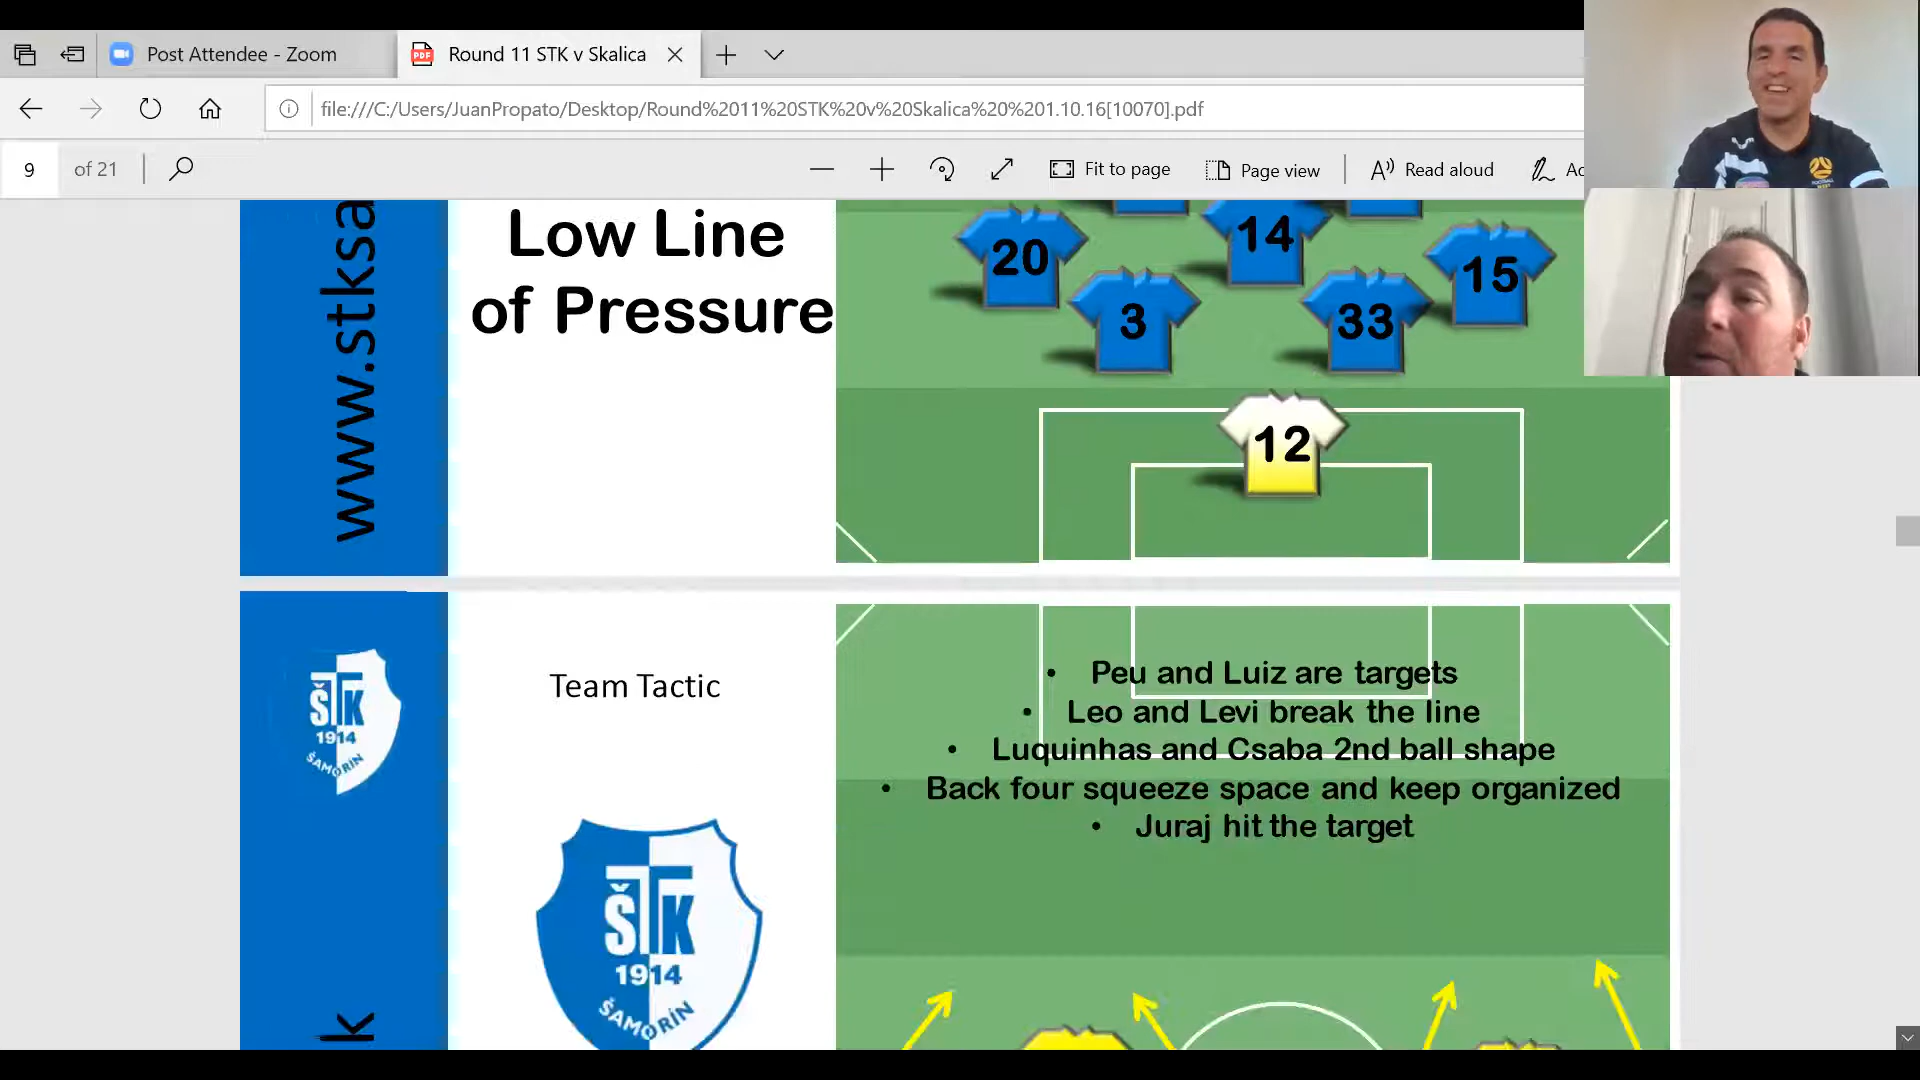 Post Attendee - Zoom
Round 11 STK v Skalica
file:///C:/Users/JuanPropato/Desktop/Round%2011%20STK%20v%20Skalica%20%201.10.16[10070].pdf
9 of 21
Fit to page
Page view
Read aloud
www.stksa
Low Line
of Pressure
20
14
15
3
33
12
ŠTK
1914
ŠAMORÍN
Team Tactic
ŠTK
1914
ŠAMORÍN
• Peu and Luiz are targets
• Leo and Levi break the line
• Luquinhas and Csaba 2nd ball shape
• Back four squeeze space and keep organized
• Juraj hit the target
k